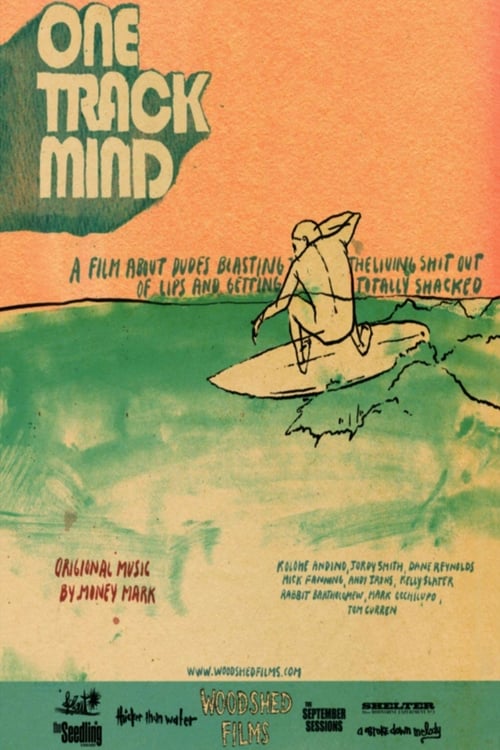 ONE
TRACK
MIND
A FILM ABOUT DUDES BLASTING THE LIVING SHIT OUT
OF LIPS AND GETTING TOTALLY SHACKED
ORIGIONAL MUSIC
BY MONEY MARK
KOLOHE ANDINO, JORDY SMITH, DANE REYNOLDS
MICK FANNING, ANDY IRONS, KELLY SLATER
RABBIT BARTHOLOMEW, MARK OCCHILUPO,
TOM CURREN
WWW.WOODSHEDFILMS.COM
the Seedling
thicker than water
WOODSHED
FILMS
THE
SEPTEMBER
SESSIONS
SHELTER
a brokedown melody